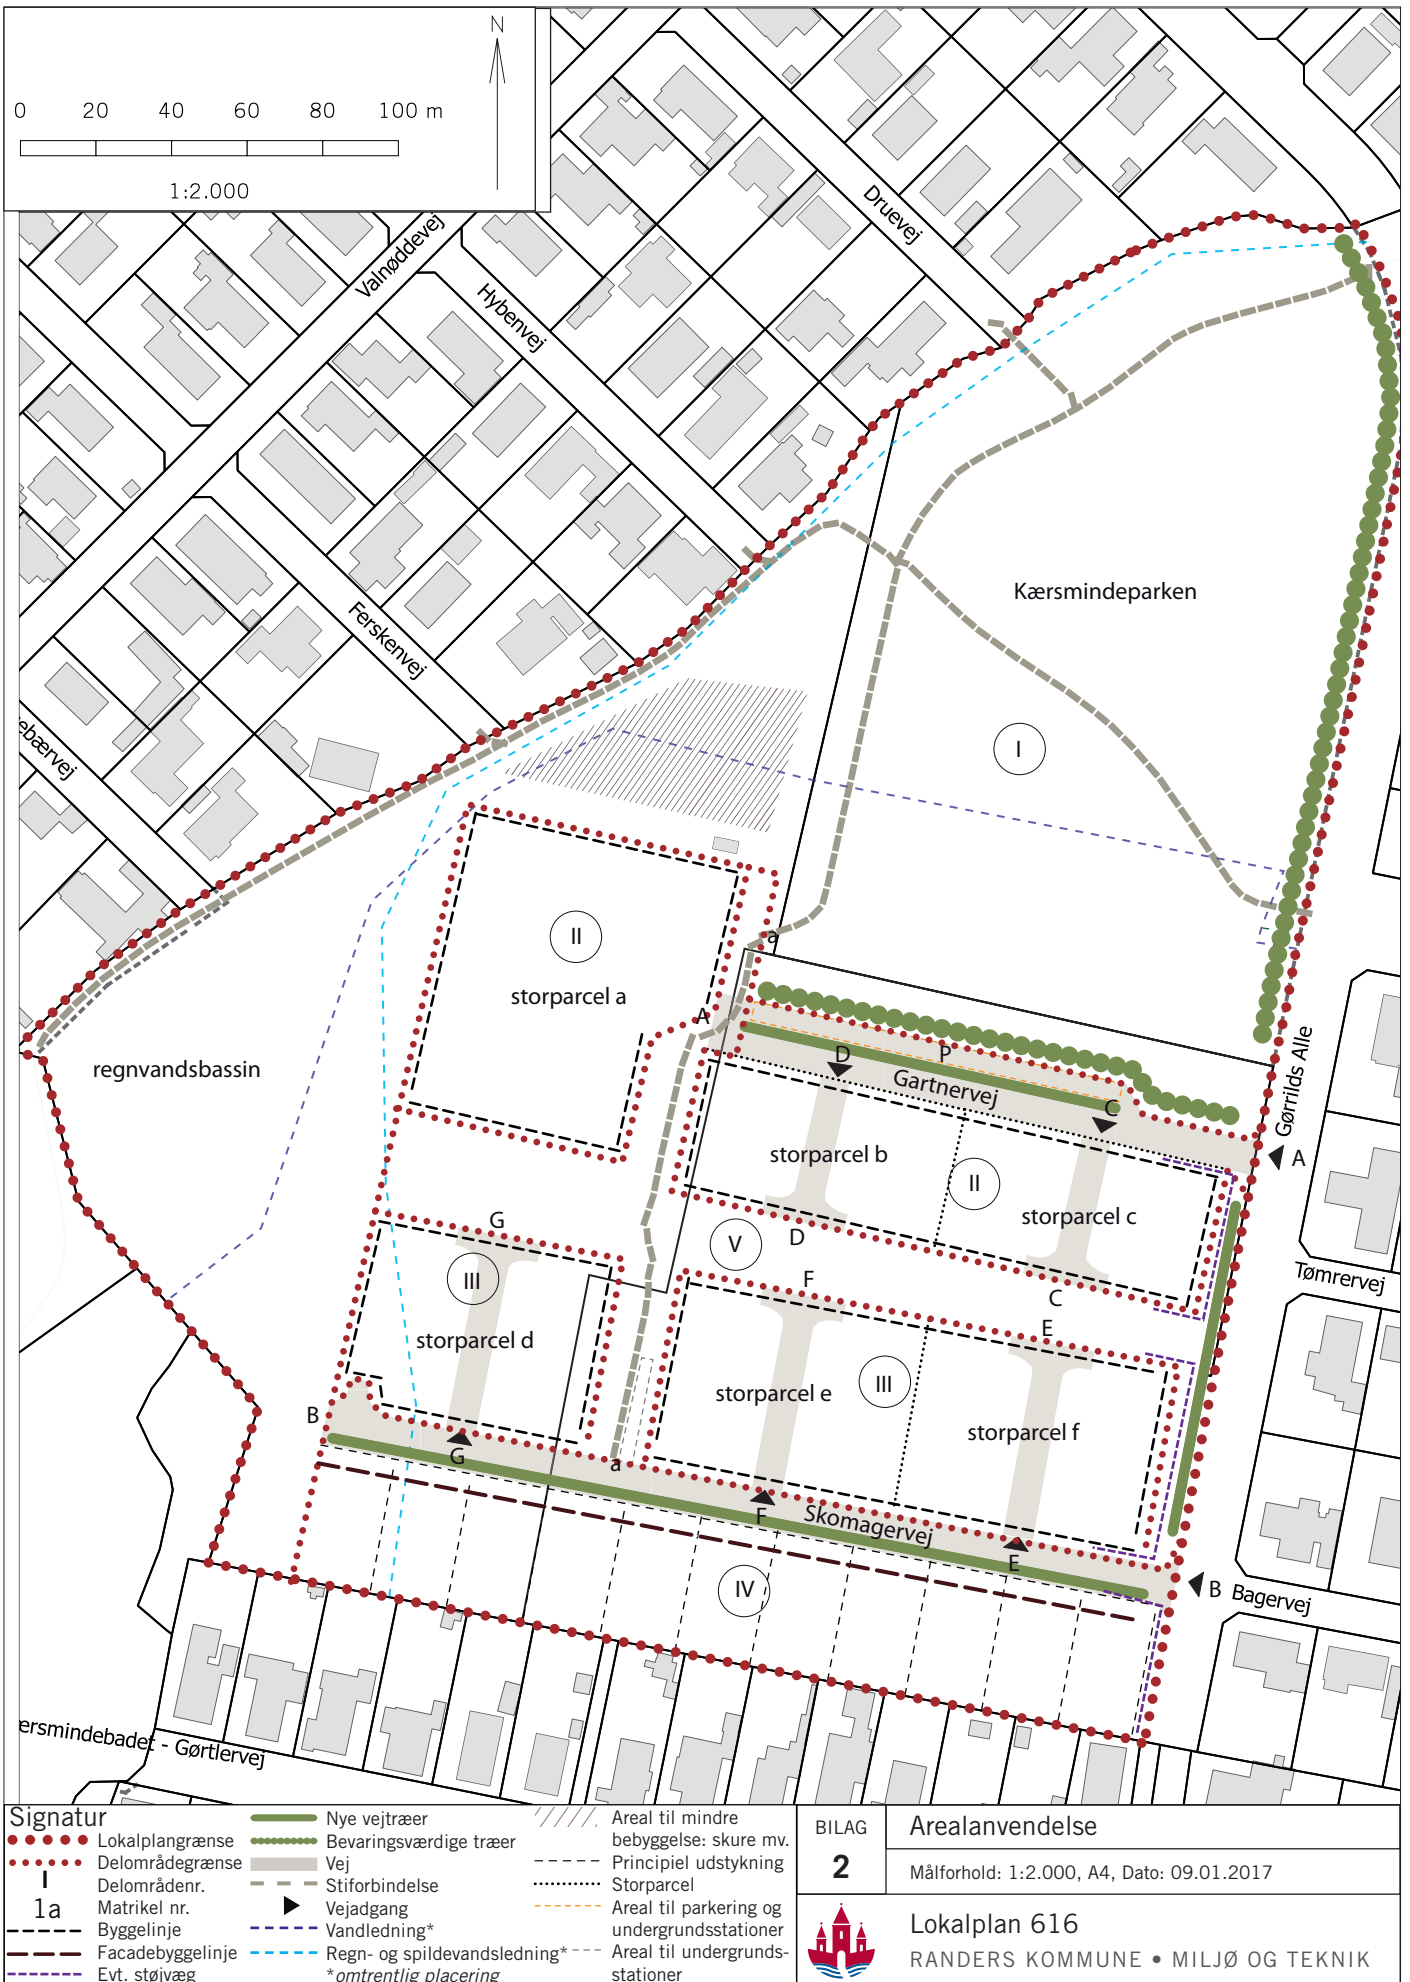 N
0 20 40 60 80 100 m
1:2.000
Valnøddevej
Hybenvej
Druevej
Ferskenvej
ebærvej
Kærsmindeparken
I
II
storparcel a
a
A
regnvandsbassin
D
P
Gartnervej
C
Gørrilds Alle
A
storparcel b
II
storparcel c
G
V
D
F
C
E
Tømrervej
III
storparcel d
storparcel e
III
storparcel f
B
G
a
F
Skomagervej
E
IV
B
Bagervej
ersmindebadet - Gørtlervej
Signatur
Lokalplangrænse
Delområdegrænse
I Delområdenr.
1a Matrikel nr.
Byggelinje
Facadebyggelinje
Evt. støjvæg
Nye vejtræer
Bevaringsværdige træer
Vej
Stiforbindelse
Vejadgang
Vandledning*
Regn- og spildevandsledning*
*omtrentlig placering
Areal til mindre
bebyggelse: skure mv.
Principiel udstykning
Storparcel
Areal til parkering og
undergrundsstationer
Areal til undergrunds-
stationer
BILAG
2
Arealanvendelse
Målforhold: 1:2.000, A4, Dato: 09.01.2017
Lokalplan 616
RANDERS KOMMUNE • MILJØ OG TEKNIK